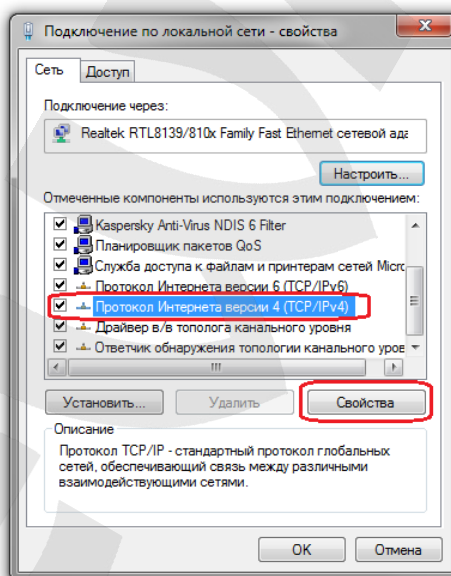 Подключение по локальной сети - свойства
Сеть Доступ
Подключение через:
Realtek RTL8139/810x Family Fast Ethernet сетевой ада
Настроить...
Отмеченные компоненты используются этим подключением:
Kaspersky Anti-Virus NDIS 6 Filter
Планировщик пакетов QoS
Служба доступа к файлам и принтерам сетей Micro
Протокол Интернета версии 6 (TCP/IPv6)
Протокол Интернета версии 4 (TCP/IPv4)
Драйвер в/в тополога канального уровня
Ответчик обнаружения топологии канального уров
Установить... Удалить Свойства
Описание
Протокол TCP/IP - стандартный протокол глобальных
сетей, обеспечивающий связь между различными
взаимодействующими сетями.
OK Отмена